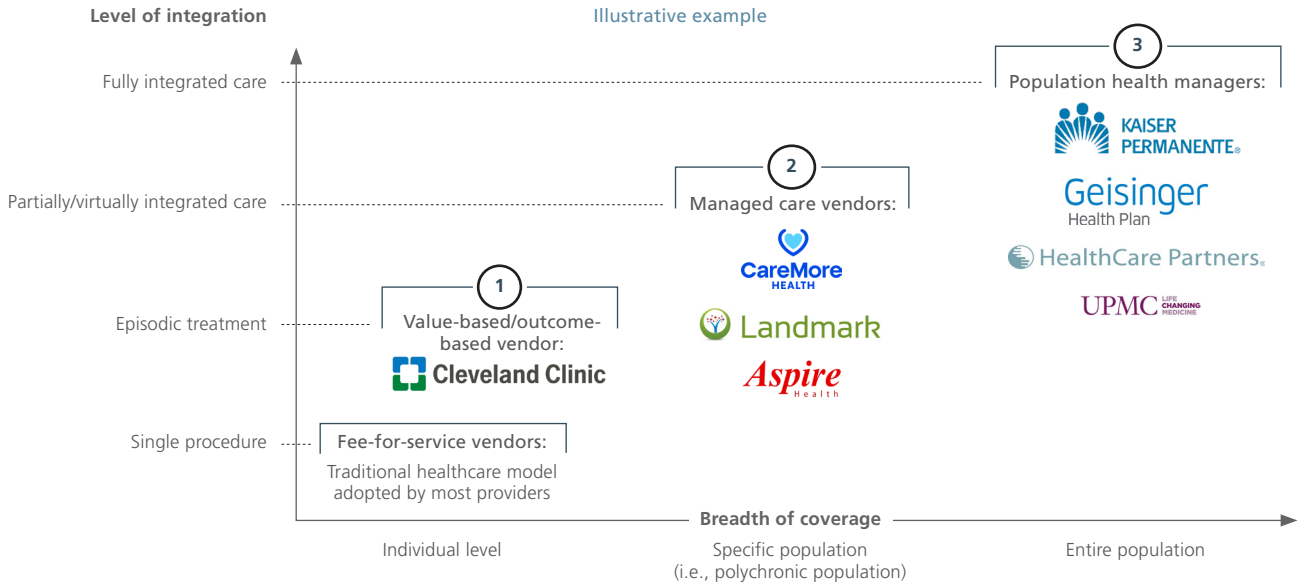 Level of integration
Illustrative example
3
Fully integrated care
Population health managers:
KAISER
PERMANENTE®
2
Partially/virtually integrated care
Managed care vendors:
Geisinger
Health Plan
CareMore
HEALTH
HealthCare Partners®
1
UPMC LIFE
CHANGING
MEDICINE
Episodic treatment
Value-based/outcome-
based vendor:
Landmark
Cleveland Clinic
Aspire
Health
Single procedure
Fee-for-service vendors:
Traditional healthcare model
adopted by most providers
Breadth of coverage
Individual level
Specific population
(i.e., polychronic population)
Entire population